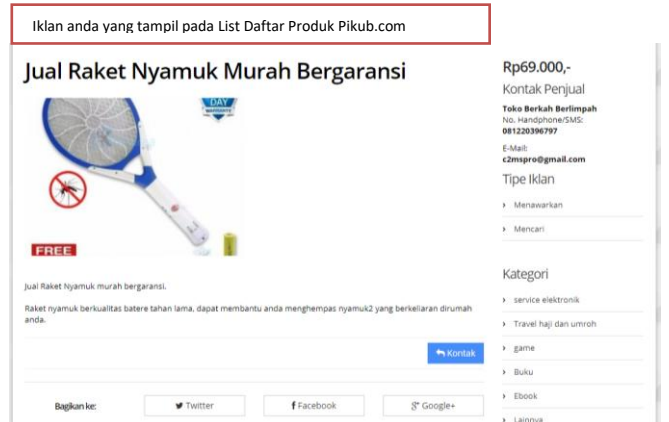 Iklan anda yang tampil pada List Daftar Produk Pikub.com
Jual Raket Nyamuk Murah Bergaransi
DAY
WARRANTY
FREE
Jual Raket Nyamuk murah bergaransi.
Raket nyamuk berkualitas batere tahan lama, dapat membantu anda menghempas nyamuk2 yang berkeliaran dirumah
anda.
Kontak
Bagikan ke:
Twitter
Facebook
Google+
Rp69.000,-
Kontak Penjual
Toko Berkah Berlimpah
No. Handphone/SMS:
081220396797
E-Mail:
c2mspro@gmail.com
Tipe Iklan
Menawarkan
Mencari
Kategori
service elektronik
Travel haji dan umroh
game
Buku
Ebook
Lainnya